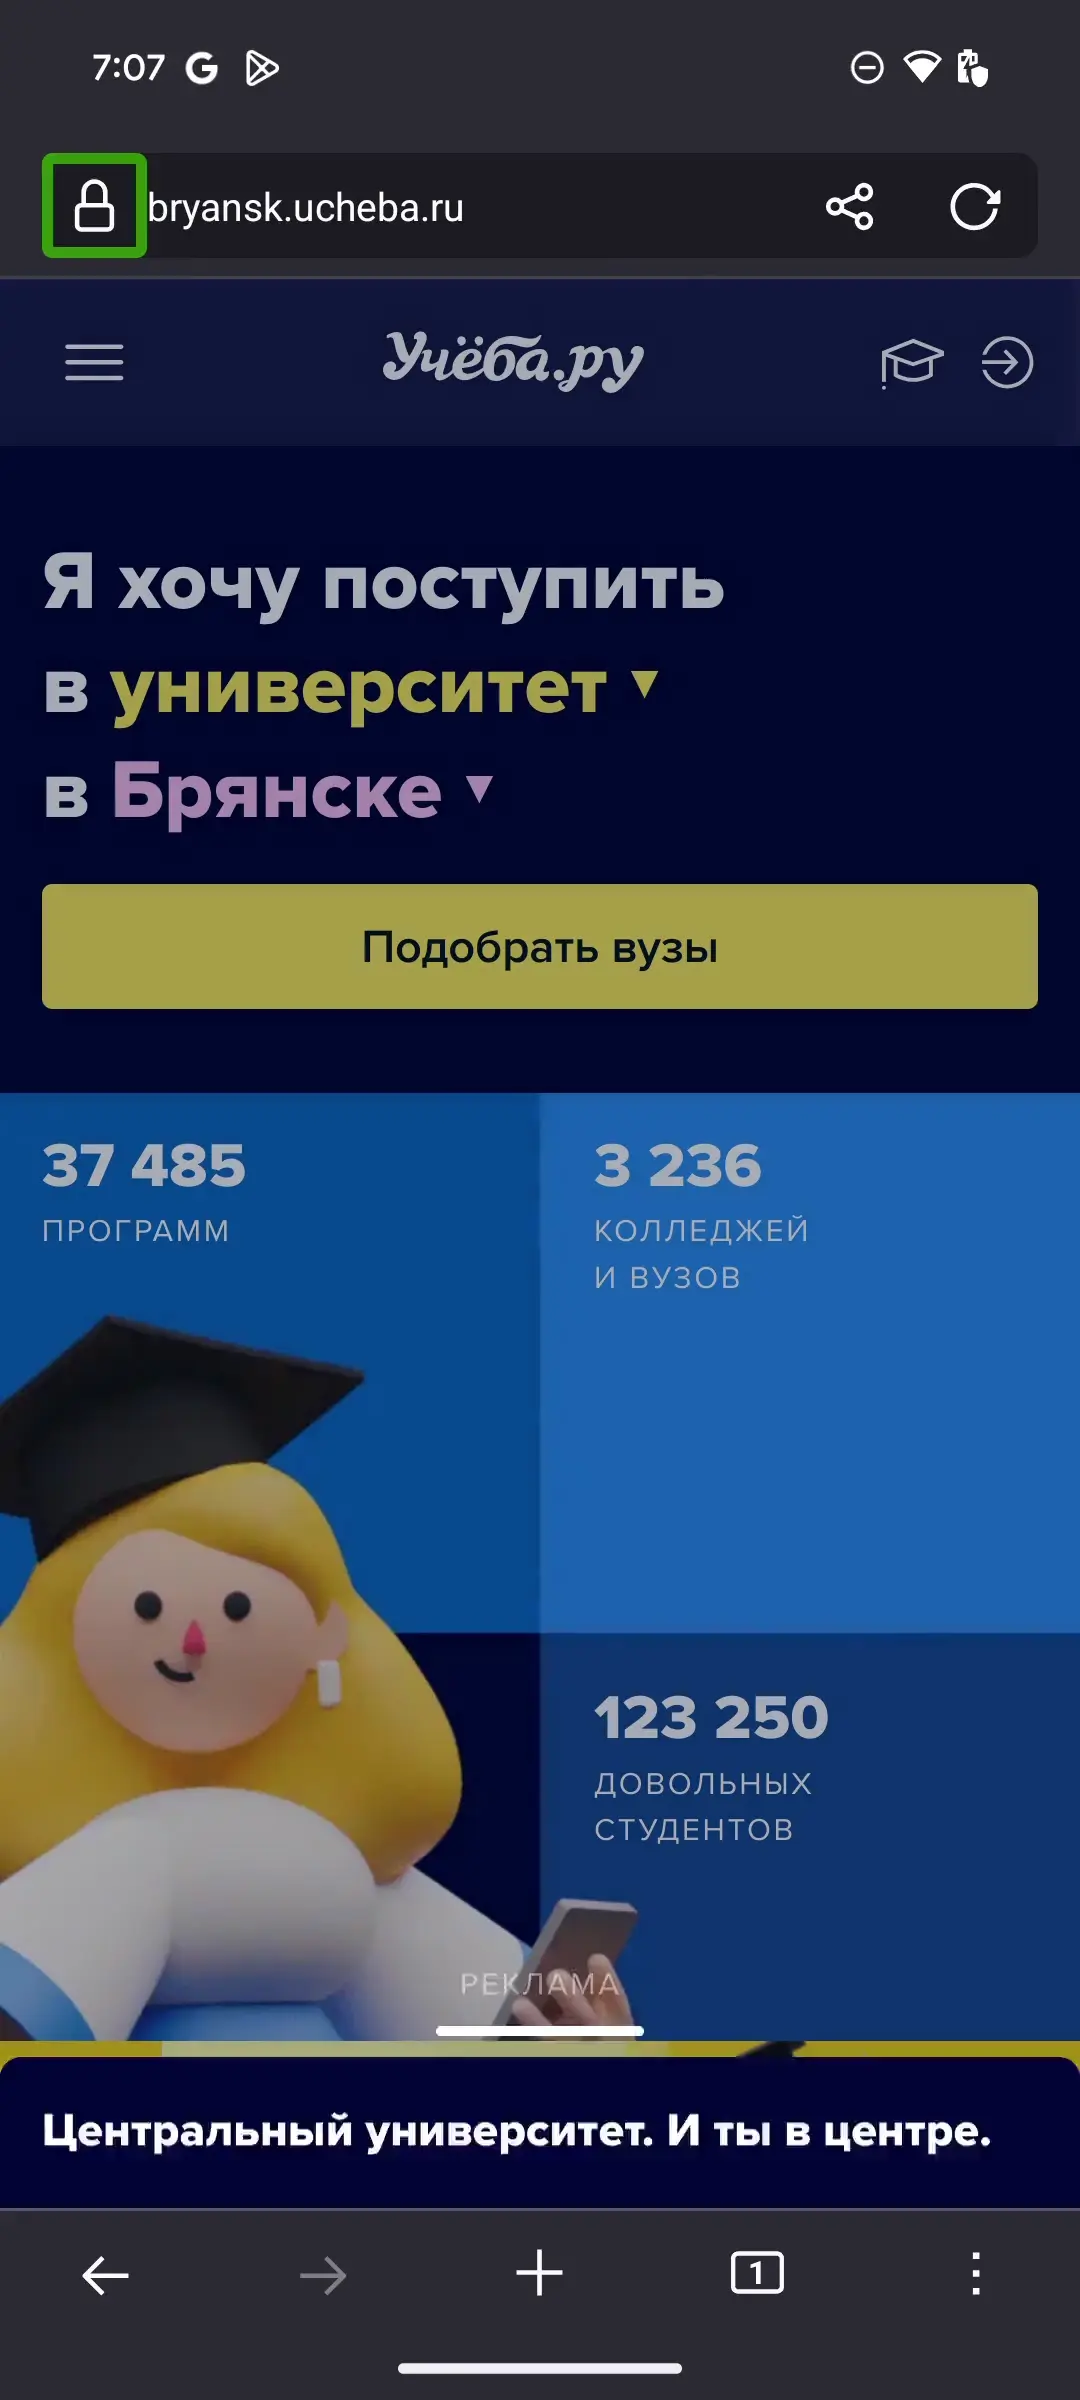 7:07
bryansk.ucheba.ru
Учёба.ру
Я хочу поступить
в университет
в Брянске
Подобрать вузы
37 485
ПРОГРАММ
3 236
КОЛЛЕДЖЕЙ
И ВУЗОВ
123 250
ДОВОЛЬНЫХ
СТУДЕНТОВ
РЕКЛАМА
Центральный университет. И ты в центре.
1